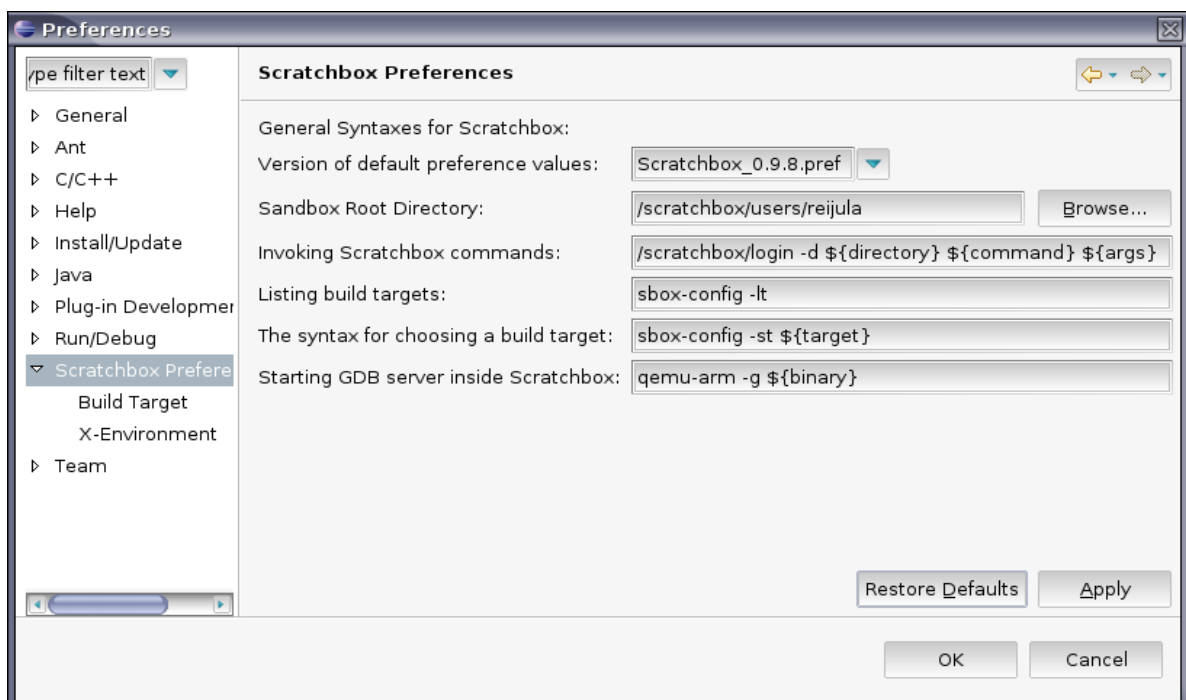 Preferences
ype filter text
General
Ant
C/C++
Help
Install/Update
Java
Plug-in Developmer
Run/Debug
Scratchbox Prefere
Build Target
X-Environment
Team
Scratchbox Preferences
General Syntaxes for Scratchbox:
Version of default preference values: Scratchbox_0.9.8.pref
Sandbox Root Directory: /scratchbox/users/reijula Browse...
Invoking Scratchbox commands: /scratchbox/login -d ${directory} ${command} ${args}
Listing build targets: sbox-config -lt
The syntax for choosing a build target: sbox-config -st ${target}
Starting GDB server inside Scratchbox: qemu-arm -g ${binary}
Restore Defaults Apply
OK Cancel